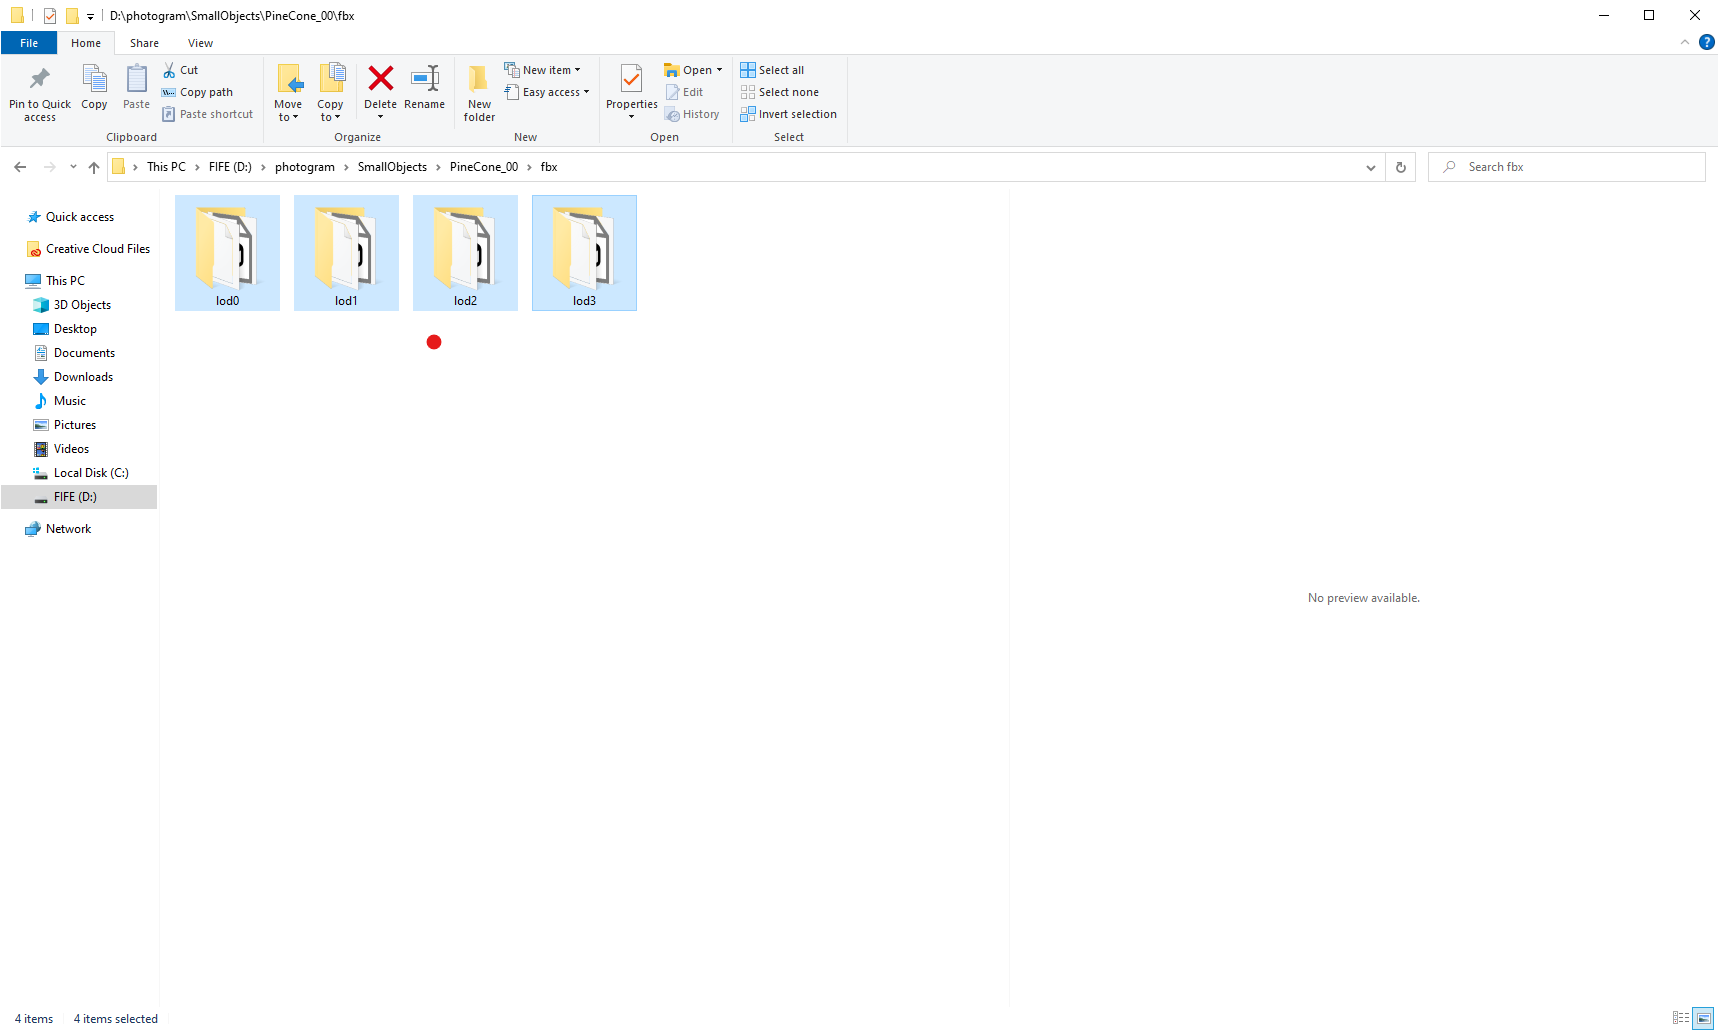 D:\photogram\SmallObjects\PineCone_00\fbx
File Home Share View
Pin to Quick access
Copy
Paste
Cut
Copy path
Paste shortcut
Clipboard
Move to
Copy to
Delete
Rename
Organize
New folder
New item
Easy access
New
Properties
Open
Edit
History
Open
Select all
Select none
Invert selection
Select
This PC > FIFE (D:) > photogram > SmallObjects > PineCone_00 > fbx
Search fbx
Quick access
Creative Cloud Files
This PC
3D Objects
Desktop
Documents
Downloads
Music
Pictures
Videos
Local Disk (C:)
FIFE (D:)
Network
lod0 lod1 lod2 lod3
No preview available.
4 items 4 items selected